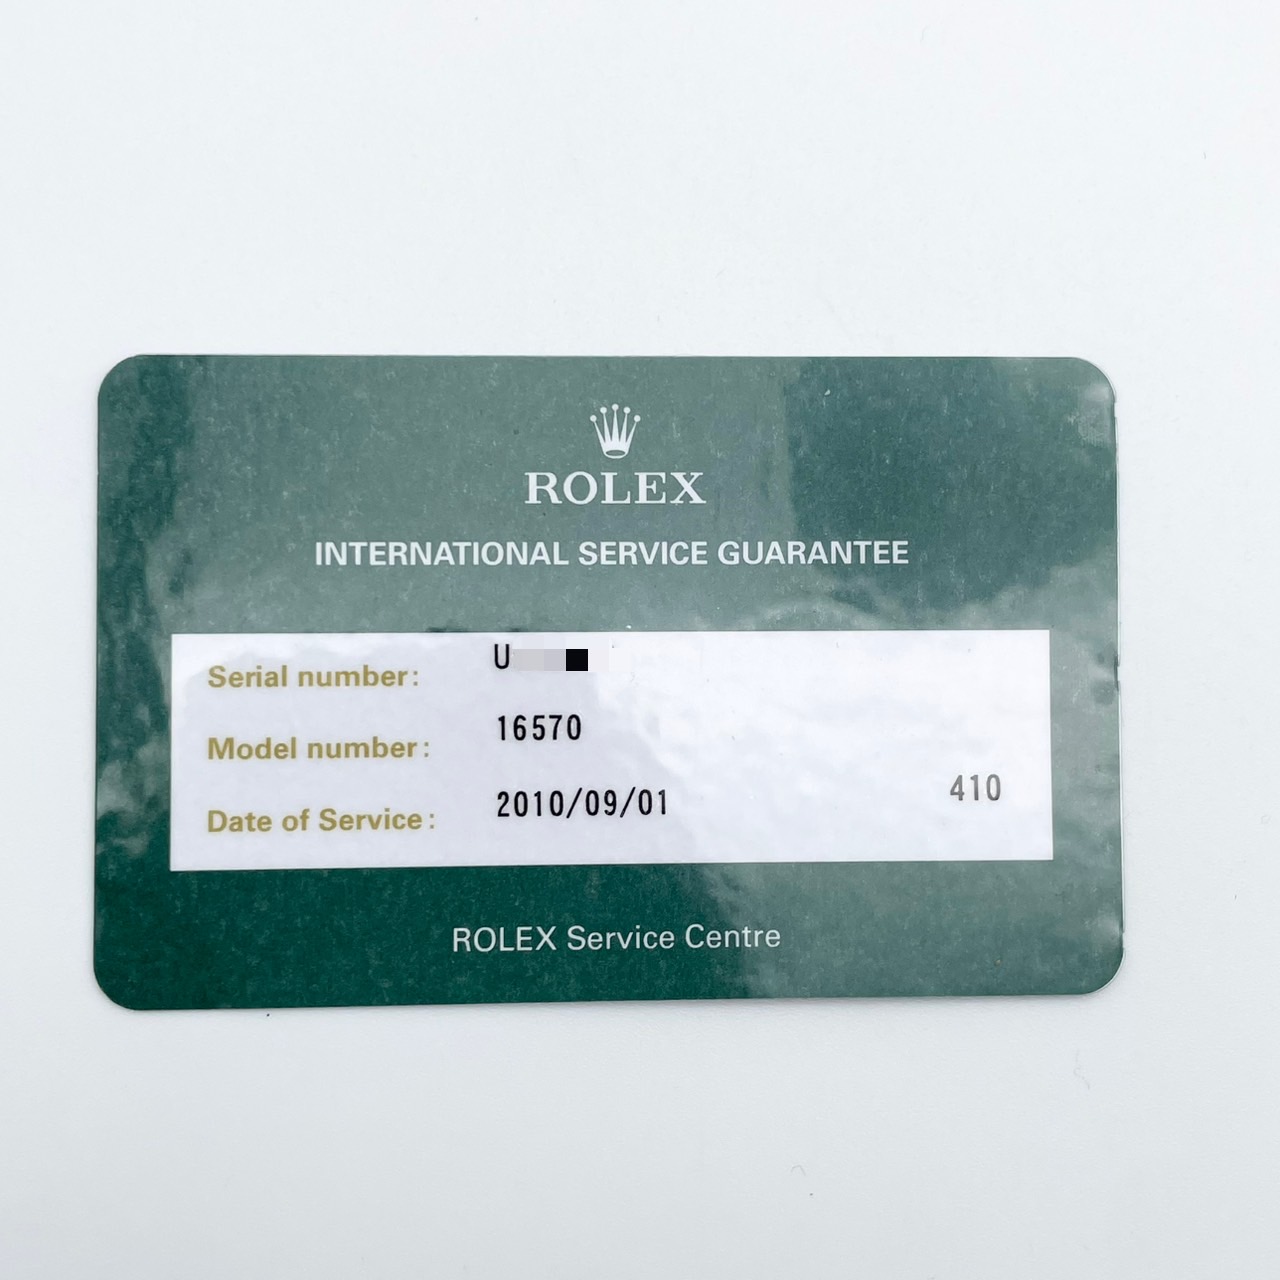 ROLEX
INTERNATIONAL SERVICE GUARANTEE
Serial number: U
Model number: 16570
Date of Service: 2010/09/01 410
ROLEX Service Centre